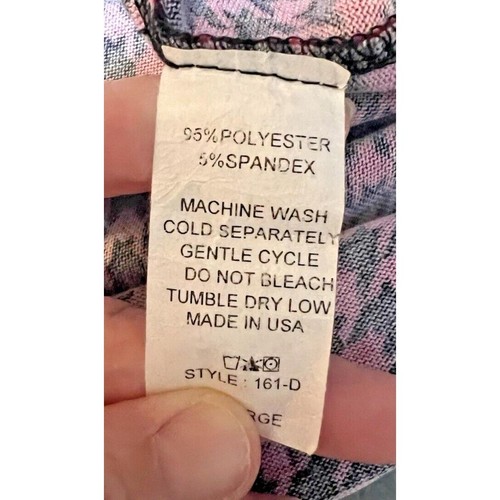 95%POLYESTER
5%SPANDEX
MACHINE WASH
COLD SEPARATELY
GENTLE CYCLE
DO NOT BLEACH
TUMBLE DRY LOW
MADE IN USA
STYLE : 161-D